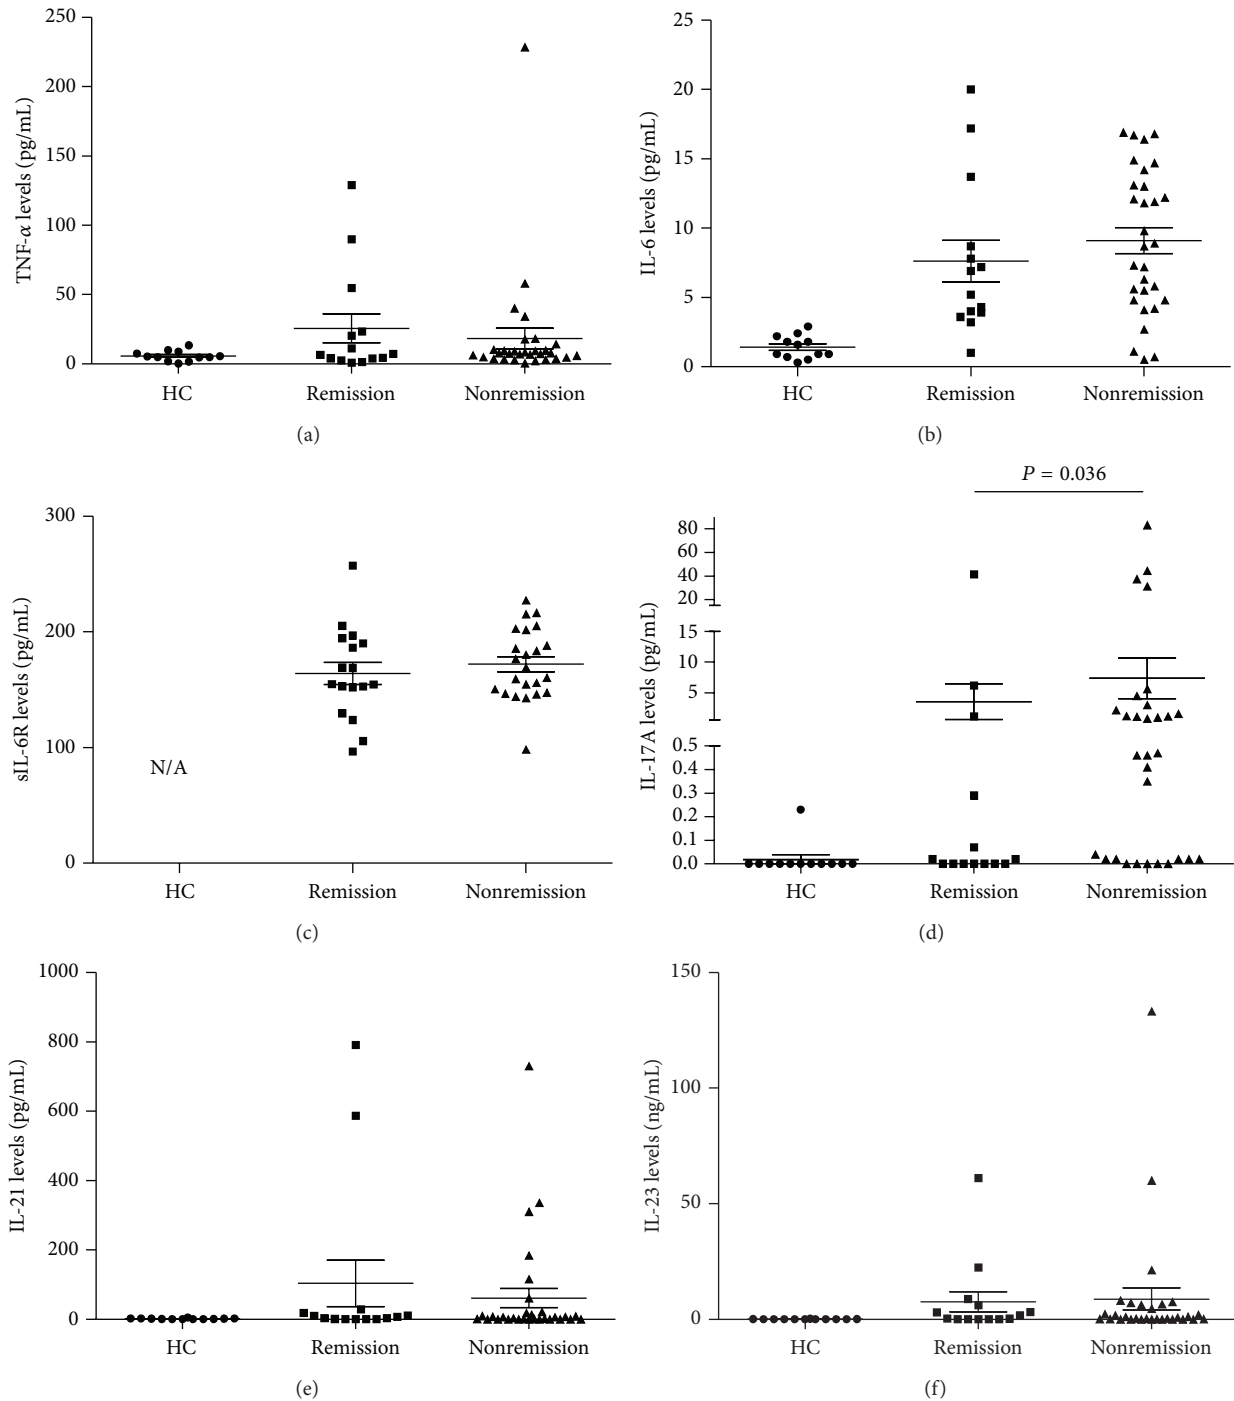 250
200
150
100
50
0
TNF-α levels (pg/mL)
HC Remission Nonremission
(a)
25
20
15
10
5
0
IL-6 levels (pg/mL)
HC Remission Nonremission
(b)
300
200
100
0
sIL-6R levels (pg/mL)
N/A
HC Remission Nonremission
(c)
P = 0.036
80
60
40
20
15
10
5
0.5
0.4
0.3
0.2
0.1
0.0
IL-17A levels (pg/mL)
HC Remission Nonremission
(d)
1000
800
600
400
200
0
IL-21 levels (pg/mL)
HC Remission Nonremission
(e)
150
100
50
0
IL-23 levels (ng/mL)
HC Remission Nonremission
(f)